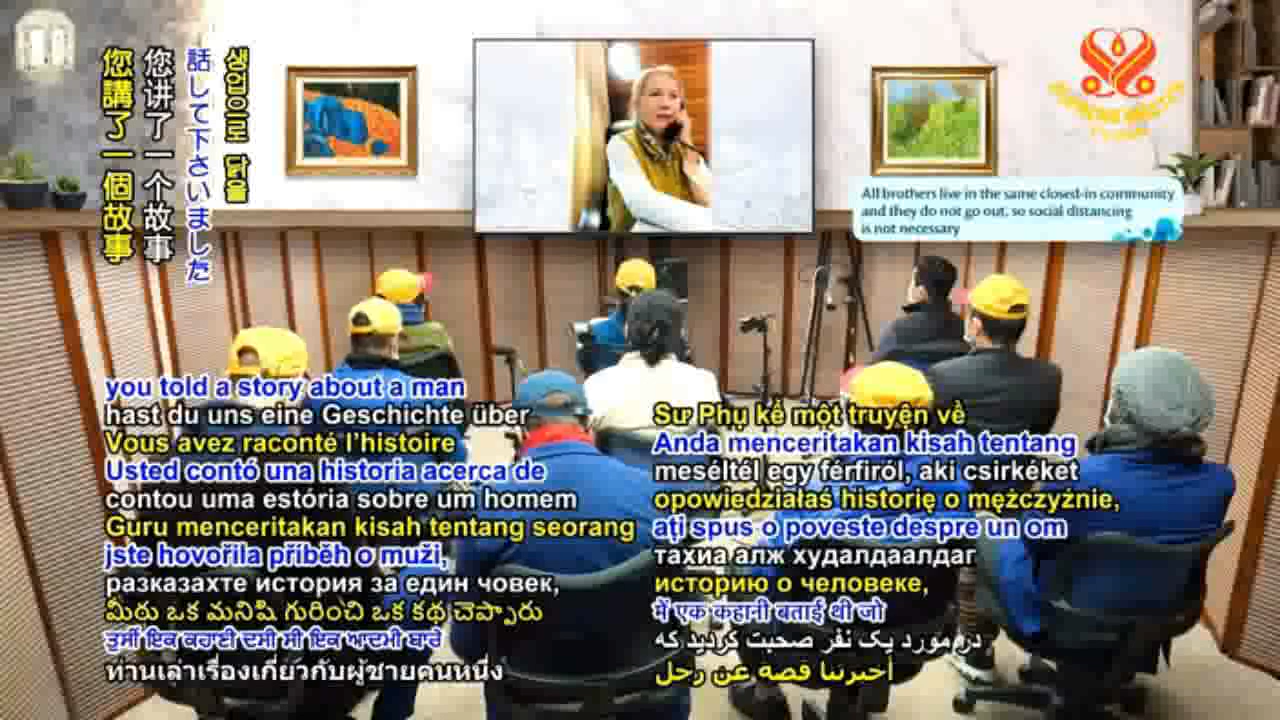 您講了一個故事
您讲了一个故事
話して下さいました
생업으로 닭을
All brothers live in the same closed-in community
and they do not go out, so social distancing
is not necessary
you told a story about a man
hast du uns eine Geschichte über
Vous avez raconté l'histoire
Usted contó una historia acerca de
contou uma estória sobre um homem
Guru menceritakan kisah tentang seorang
jste hovořila příběh o muži,
разказахте история за един човек,
మీరు ఒక మనిషి గురించి ఒక కథ చెప్పారు
ਤੁਸੀਂ ਇਕ ਕਹਾਣੀ ਦਸੀ ਸੀ ਇਕ ਆਦਮੀ ਬਾਰੇ
ท่านเล่าเรื่องเกี่ยวกับผู้ชายคนหนึ่ง
Sư Phụ kể một truyện về
Anda menceritakan kisah tentang
meséltél egy férfiról, aki csirkéket
opowiedziałaś historię o mężczyźnie,
ați spus o poveste despre un om
тахиа алж худалдаалдаг
историю о человеке,
में एक कहानी बताई थी जो
در مورد یک نفر صحبت کردید که
أخبرتنا قصة عن رجل